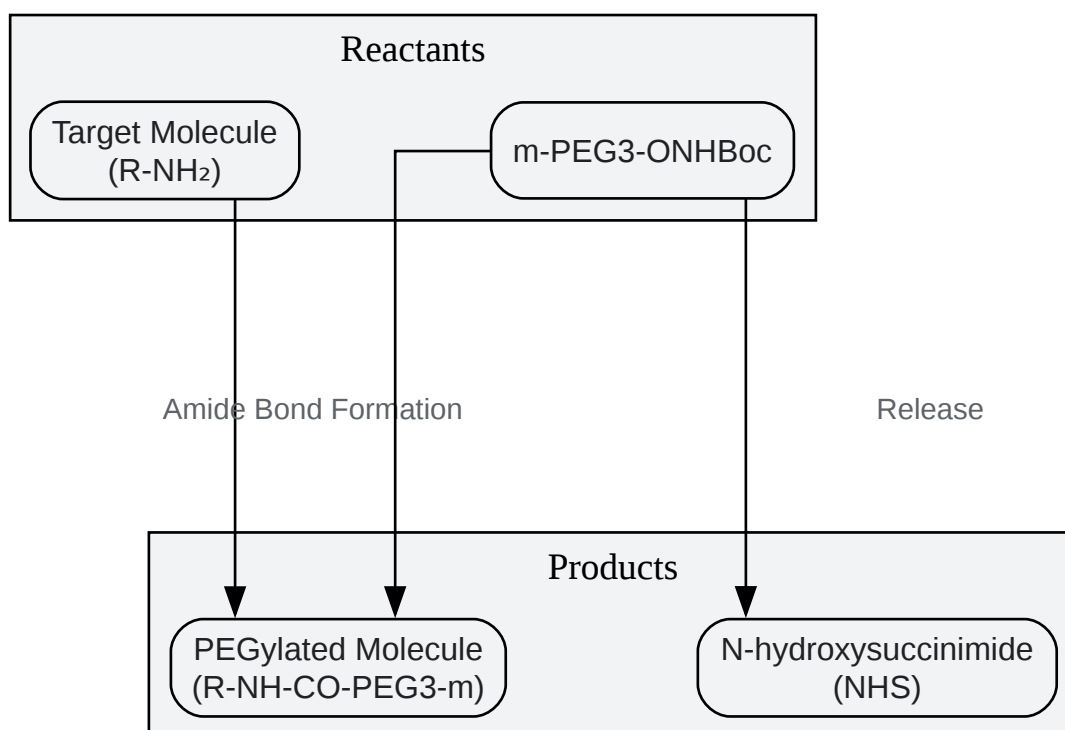 Reactants
Target Molecule
(R-NH₂)
m-PEG3-ONHBoc
Amide Bond Formation
Release
Products
PEGylated Molecule
(R-NH-CO-PEG3-m)
N-hydroxysuccinimide
(NHS)